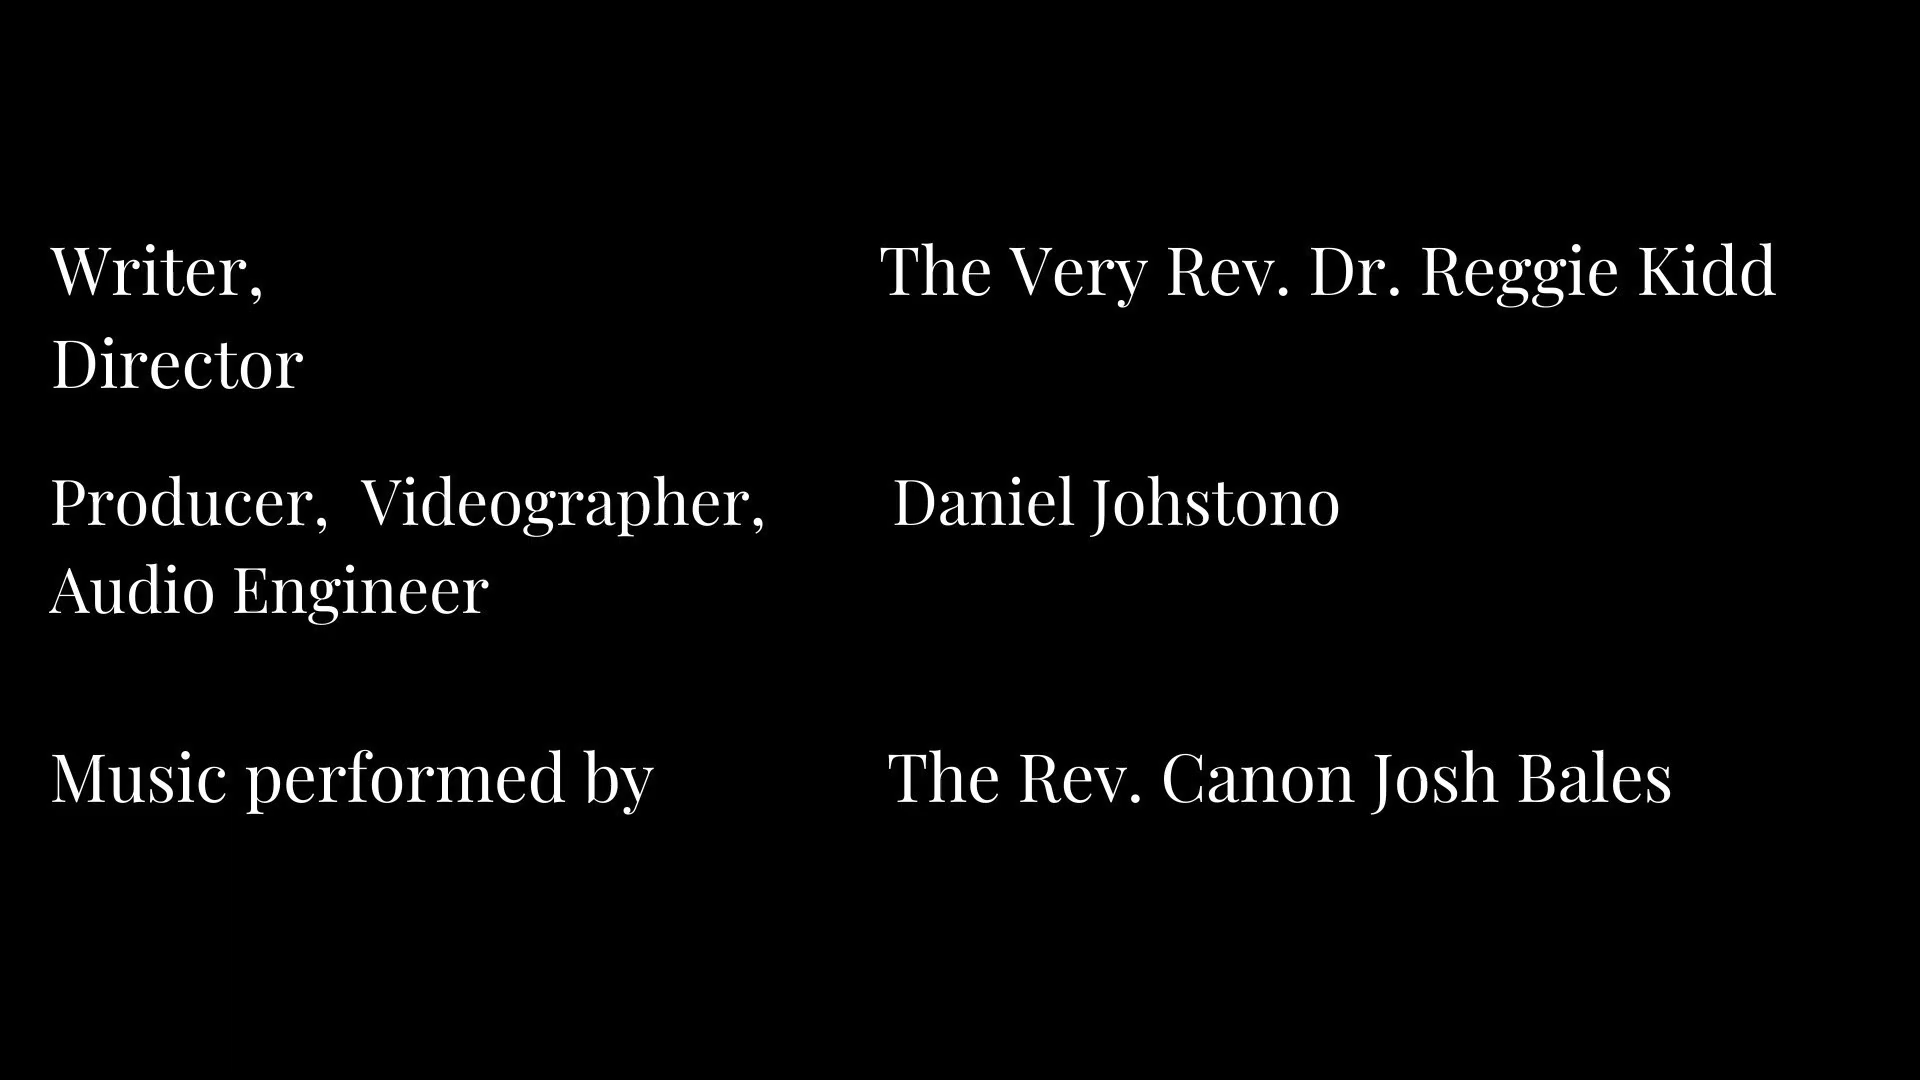 Writer, The Very Rev. Dr. Reggie Kidd
Director
Producer, Videographer, Daniel Johstono
Audio Engineer
Music performed by The Rev. Canon Josh Bales